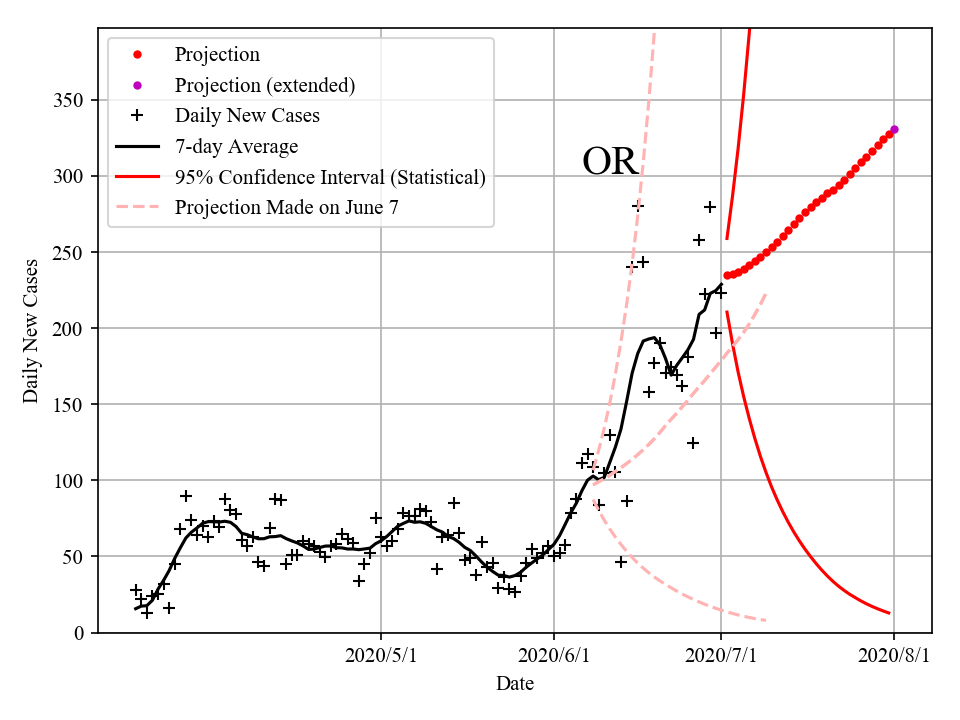 Projection
Projection (extended)
Daily New Cases
7-day Average
95% Confidence Interval (Statistical)
Projection Made on June 7
OR
350
300
250
200
150
100
50
0
Daily New Cases
2020/5/1 2020/6/1 2020/7/1 2020/8/1
Date